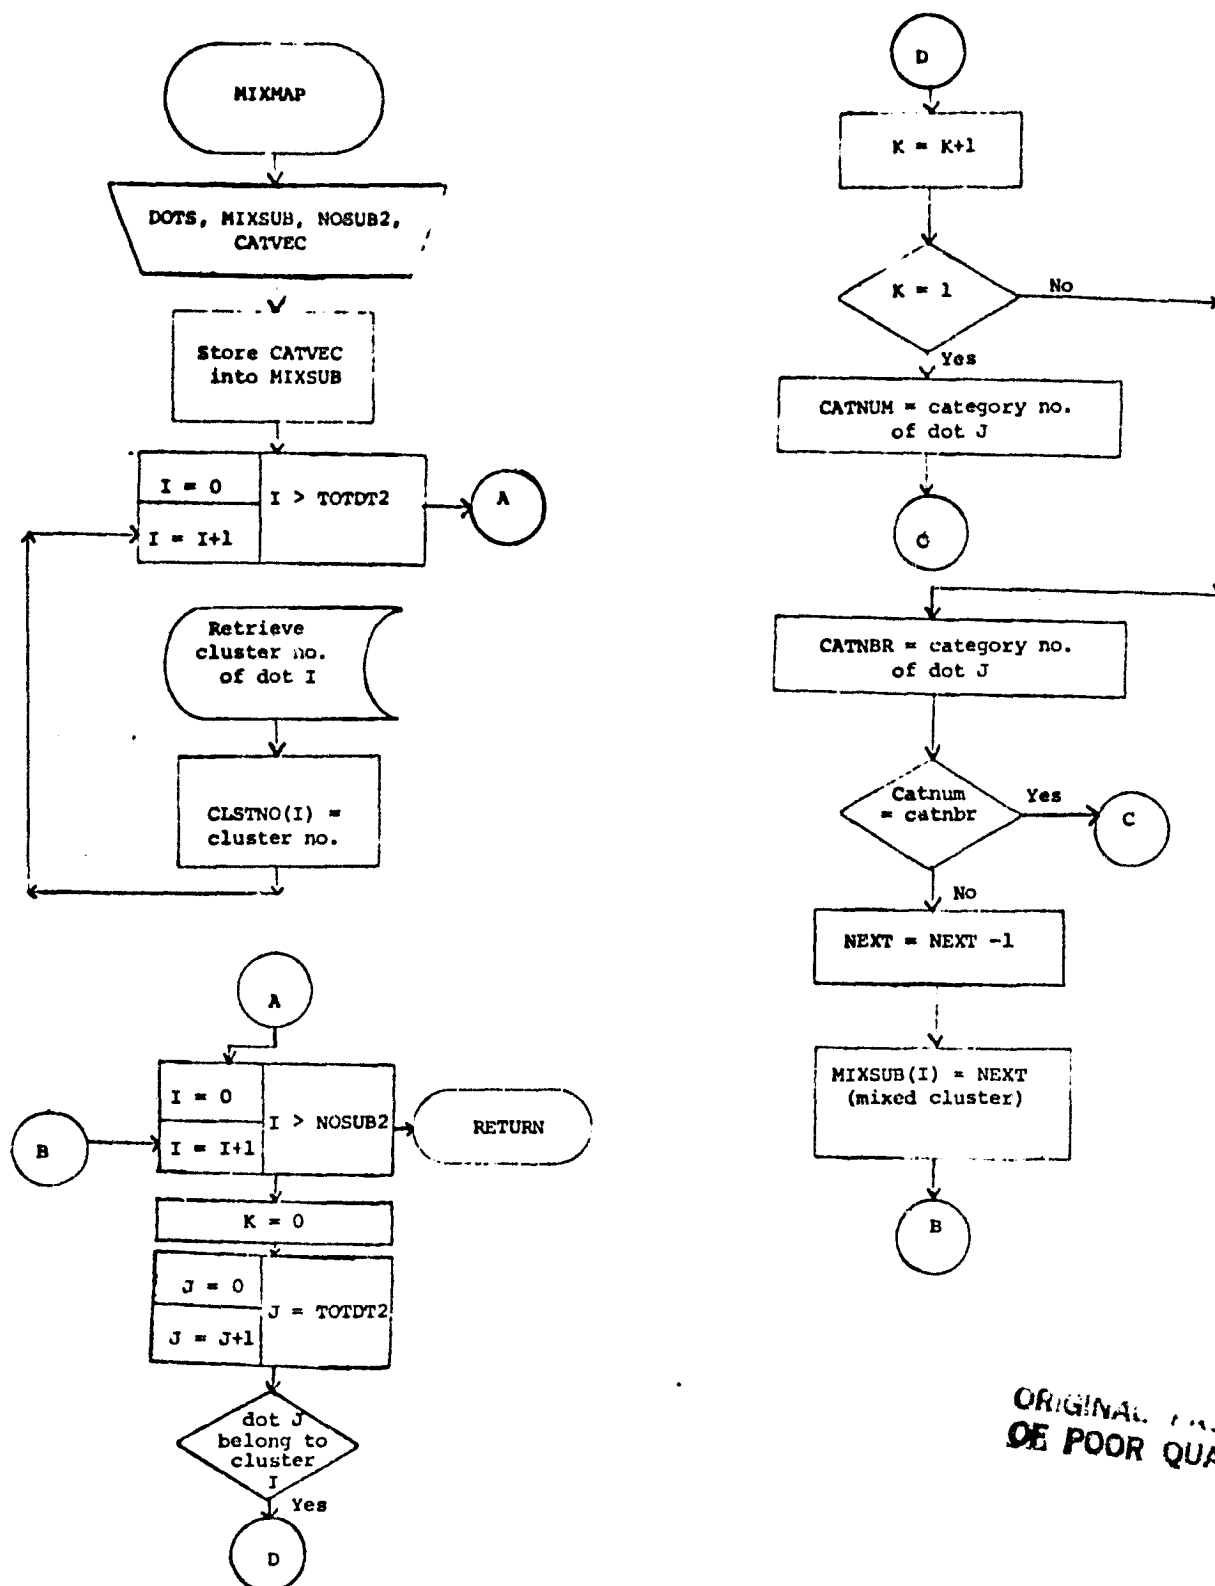 MIXMAP
DOTS, MIXSUB, NOSUB2,
CATVEC
Store CATVEC
into MIXSUB
I = 0
I = I+1
I > TOTDT2
A
Retrieve
cluster no.
of dot I
CLSTNO(I) =
cluster no.
A
B
I = 0
I = I+1
I > NOSUB2
RETURN
K = 0
J = 0
J = J+1
J = TOTDT2
dot J
belong to
cluster
I
Yes
D
D
K = K+1
K = 1
No
Yes
CATNUM = category no.
of dot J
C
CATNBR = category no.
of dot J
Catnum
= catnbr
Yes
C
No
NEXT = NEXT -1
MIXSUB(I) = NEXT
(mixed cluster)
B
ORIGINAL
OF POOR